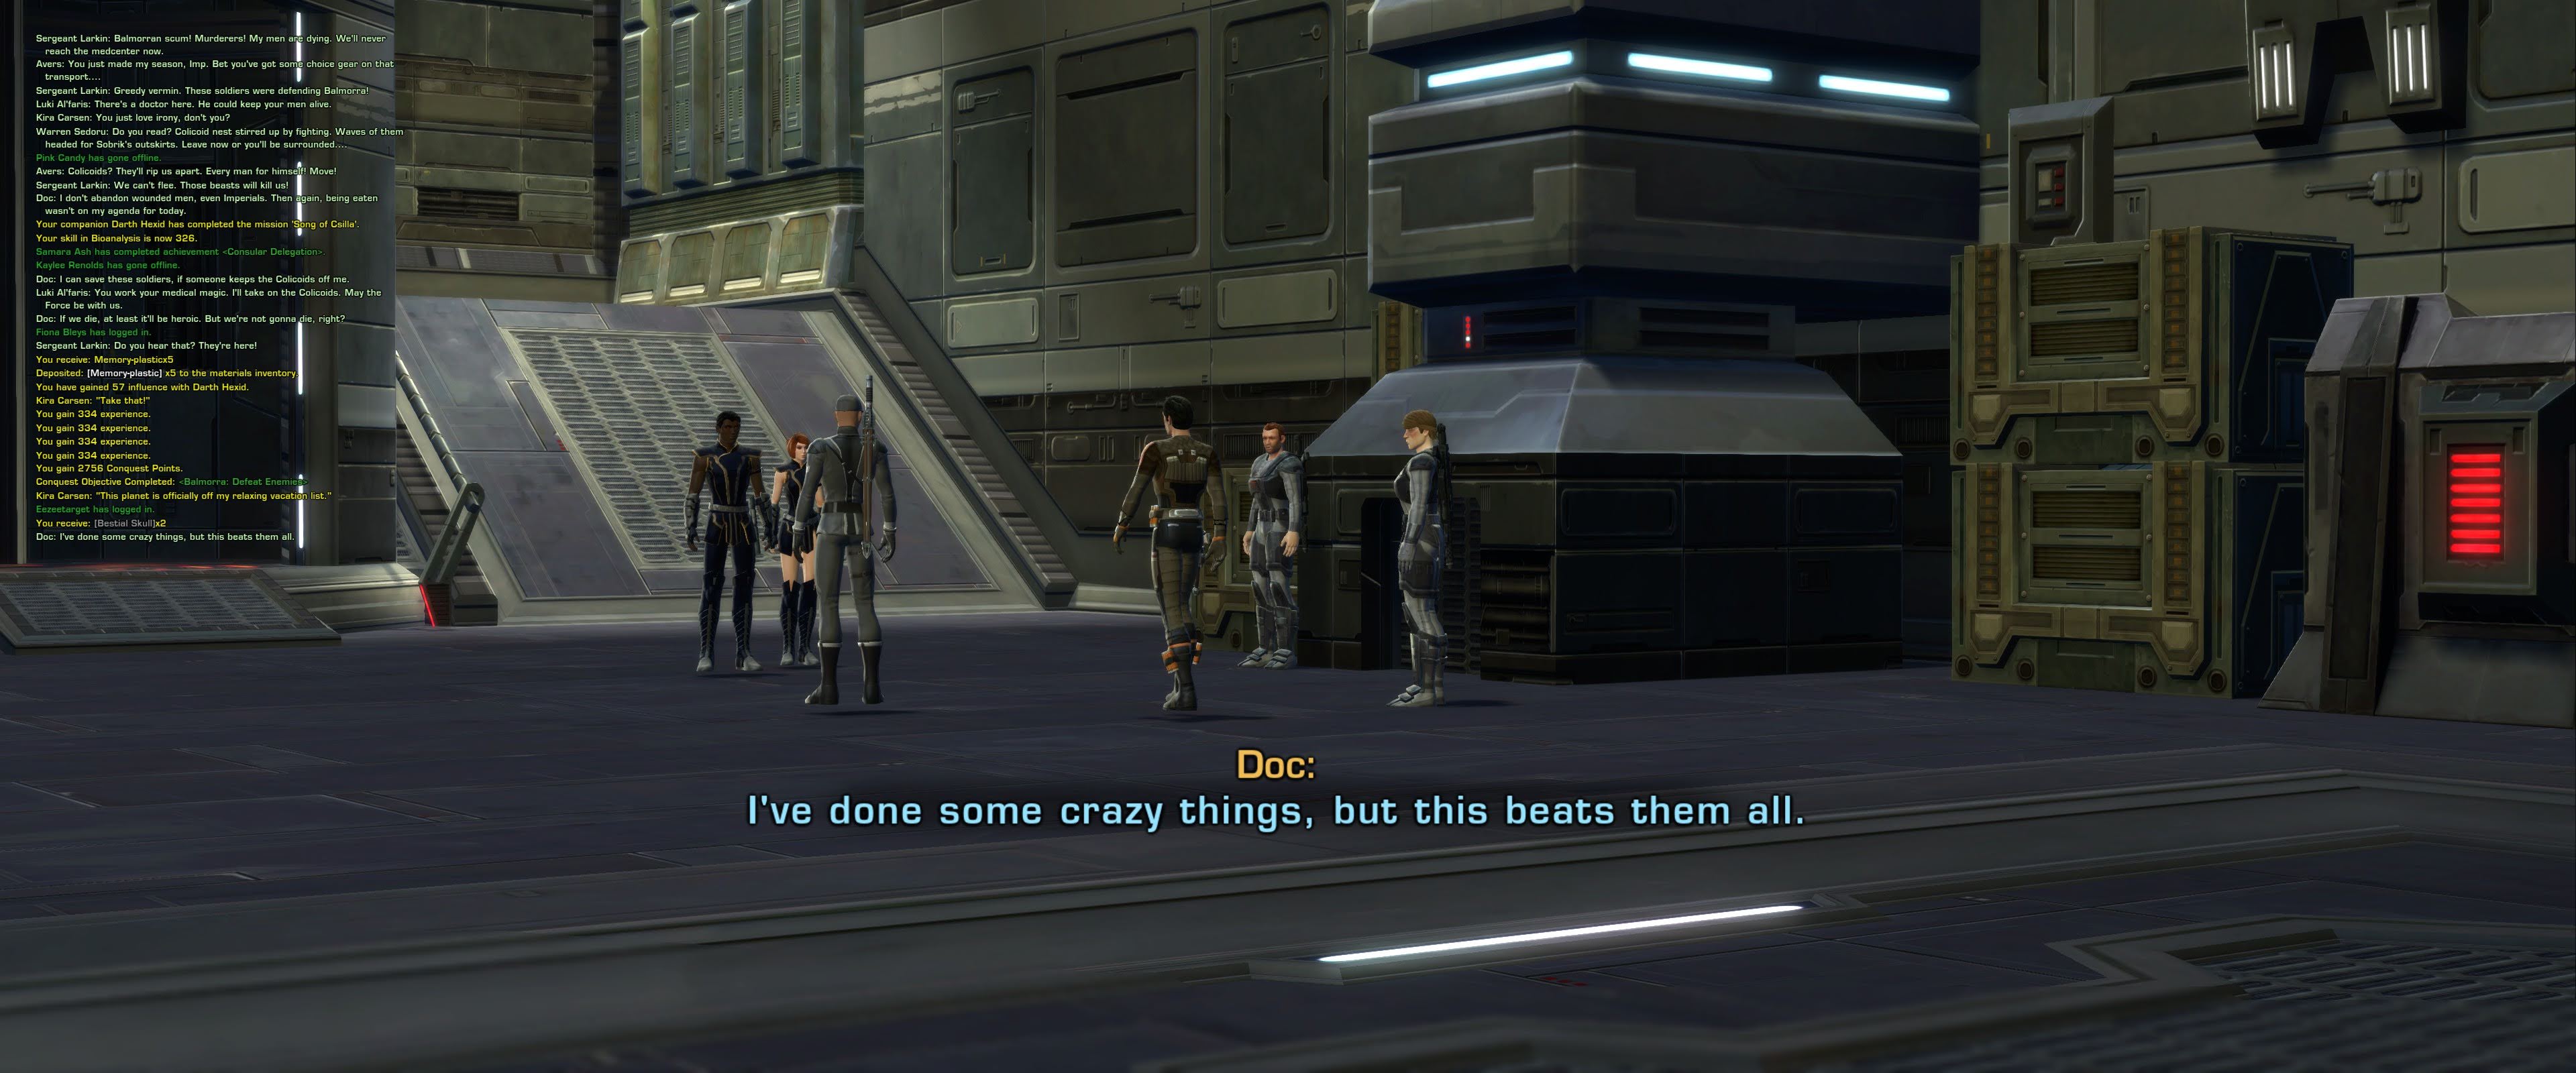 Sergeant Larkin: Balmorran scum! Murderers! My men are dying. We'll never
reach the medcenter now.
Avers: You just made my season, Imp. Bet you've got some choice gear on that
transport....
Sergeant Larkin: Greedy vermin. These soldiers were defending Balmorra!
Luki Al'faris: There's a doctor here. He could keep your men alive.
Kira Carsen: You just love irony, don't you?
Warren Sedoru: Do you read? Colicoid nest stirred up by fighting. Waves of them
headed for Sobrik's outskirts. Leave now or you'll be surrounded....
Pink Candy has gone offline.
Avers: Colicoids? They'll rip us apart. Every man for himself! Move!
Sergeant Larkin: We can't flee. Those beasts will kill us!
Doc: I don't abandon wounded men, even Imperials. Then again, being eaten
wasn't on my agenda for today.
Your companion Darth Hexid has completed the mission 'Song of Csilla'.
Your skill in Bioanalysis is now 326.
Samara Ash has completed achievement <Consular Delegation>.
Kaylee Renolds has gone offline.
Doc: I can save these soldiers, if someone keeps the Colicoids off me.
Luki Al'faris: You work your medical magic. I'll take on the Colicoids. May the
Force be with us.
Doc: If we die, at least it'll be heroic. But we're not gonna die, right?
Fiona Bleys has logged in.
Sergeant Larkin: Do you hear that? They're here!
You receive: Memory-plasticx5
Deposited: [Memory-plastic] x5 to the materials inventory.
You have gained 57 influence with Darth Hexid.
Kira Carsen: "Take that!"
You gain 334 experience.
You gain 334 experience.
You gain 334 experience.
You gain 334 experience.
You gain 2756 Conquest Points.
Conquest Objective Completed: <Balmorra: Defeat Enemies>
Kira Carsen: "This planet is officially off my relaxing vacation list."
Eezeetarget has logged in.
You receive: [Bestial Skull]x2
Doc: I've done some crazy things, but this beats them all.
Doc:
I've done some crazy things, but this beats them all.